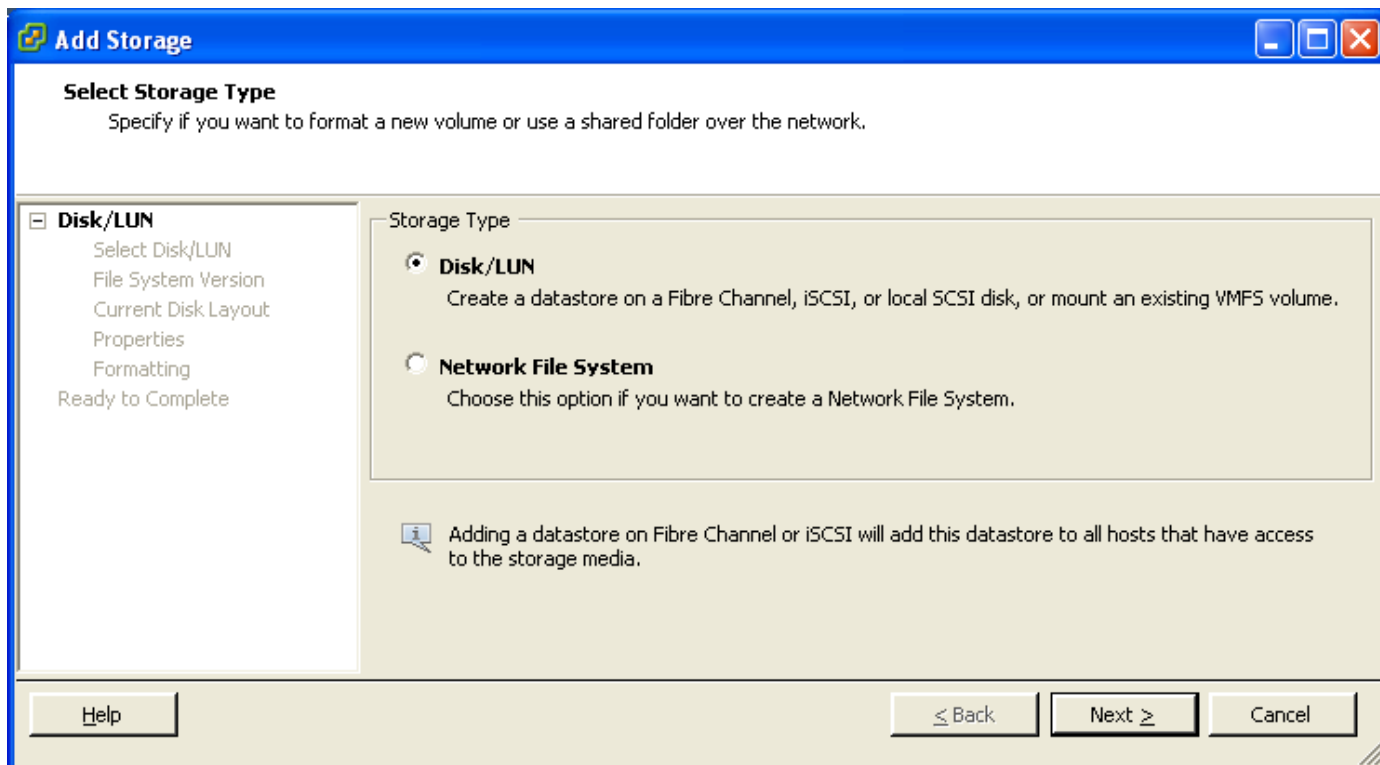 Add Storage
Select Storage Type
Specify if you want to format a new volume or use a shared folder over the network.
Disk/LUN
Select Disk/LUN
File System Version
Current Disk Layout
Properties
Formatting
Ready to Complete
Storage Type
Disk/LUN
Create a datastore on a Fibre Channel, iSCSI, or local SCSI disk, or mount an existing VMFS volume.
Network File System
Choose this option if you want to create a Network File System.
Adding a datastore on Fibre Channel or iSCSI will add this datastore to all hosts that have access
to the storage media.
Help
< Back
Next >
Cancel